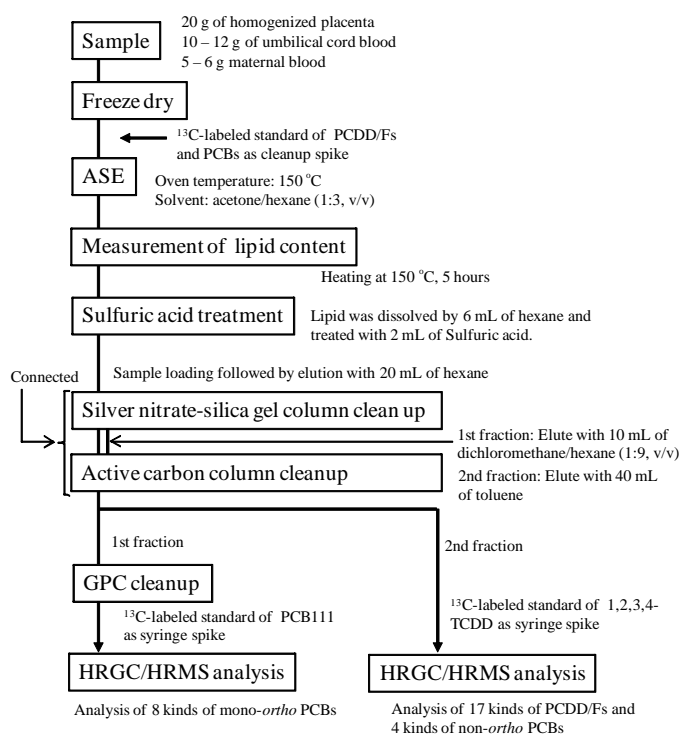 Sample
20 g of homogenized placenta
10 – 12 g of umbilical cord blood
5 – 6 g maternal blood
Freeze dry
¹³C-labeled standard of PCDD/Fs
and PCBs as cleanup spike
ASE
Oven temperature: 150 °C
Solvent: acetone/hexane (1:3, v/v)
Measurement of lipid content
Heating at 150 °C, 5 hours
Sulfuric acid treatment
Lipid was dissolved by 6 mL of hexane and
treated with 2 mL of Sulfuric acid.
Connected
Sample loading followed by elution with 20 mL of hexane
Silver nitrate-silica gel column clean up
1st fraction: Elute with 10 mL of
dichloromethane/hexane (1:9, v/v)
Active carbon column cleanup
2nd fraction: Elute with 40 mL
of toluene
1st fraction
2nd fraction
GPC cleanup
¹³C-labeled standard of PCB111
as syringe spike
¹³C-labeled standard of 1,2,3,4-
TCDD as syringe spike
HRGC/HRMS analysis
HRGC/HRMS analysis
Analysis of 8 kinds of mono-ortho PCBs
Analysis of 17 kinds of PCDD/Fs and
4 kinds of non-ortho PCBs